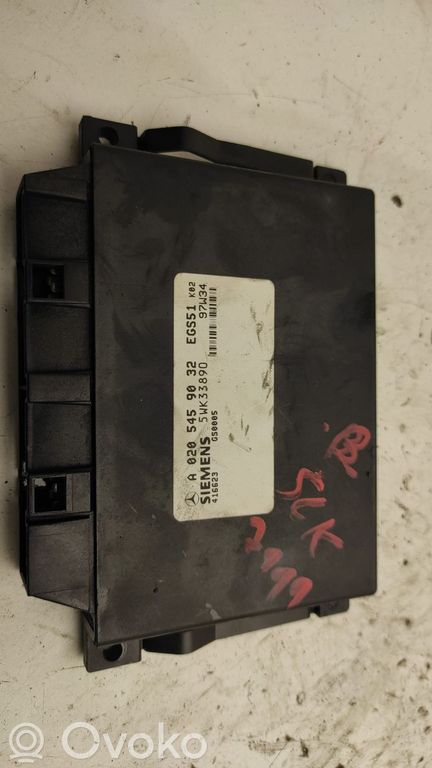 A 020 545 90 32 EGS51 K02
5WK33890 97W34
SIEMENS GS0005
416623
SLK
Ovoko